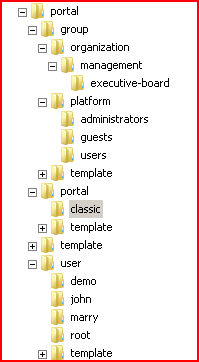 portal
group
organization
management
executive-board
platform
administrators
guests
users
template
portal
classic
template
template
user
demo
john
marry
root
template